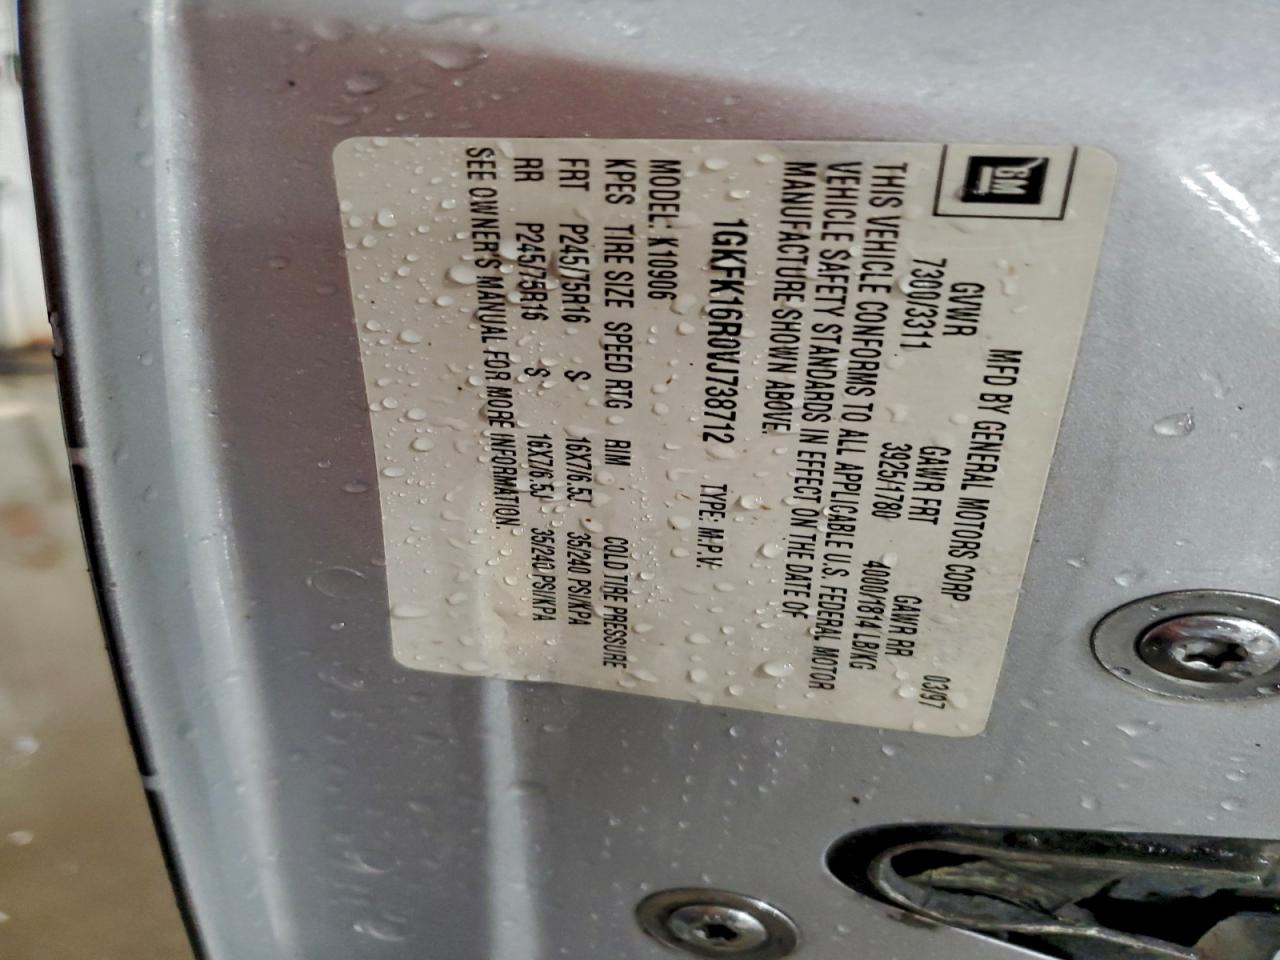 GM
MFD BY GENERAL MOTORS CORP 03/97
GVWR GAWR FRT GAWR RR
7300/3311 3925/1780 4000/1814 LB/KG
THIS VEHICLE CONFORMS TO ALL APPLICABLE U.S. FEDERAL MOTOR
VEHICLE SAFETY STANDARDS IN EFFECT ON THE DATE OF
MANUFACTURE SHOWN ABOVE.
1GKFK16R0VJ738712 TYPE: M.P.V.
MODEL: K10906
KPES TIRE SIZE SPEED RTG RIM COLD TIRE PRESSURE
FRT P245/75R16 S 16X7/6.5J 35/240 PSI/KPA
RR P245/75R16 S 16X7/6.5J 35/240 PSI/KPA
SEE OWNER'S MANUAL FOR MORE INFORMATION.